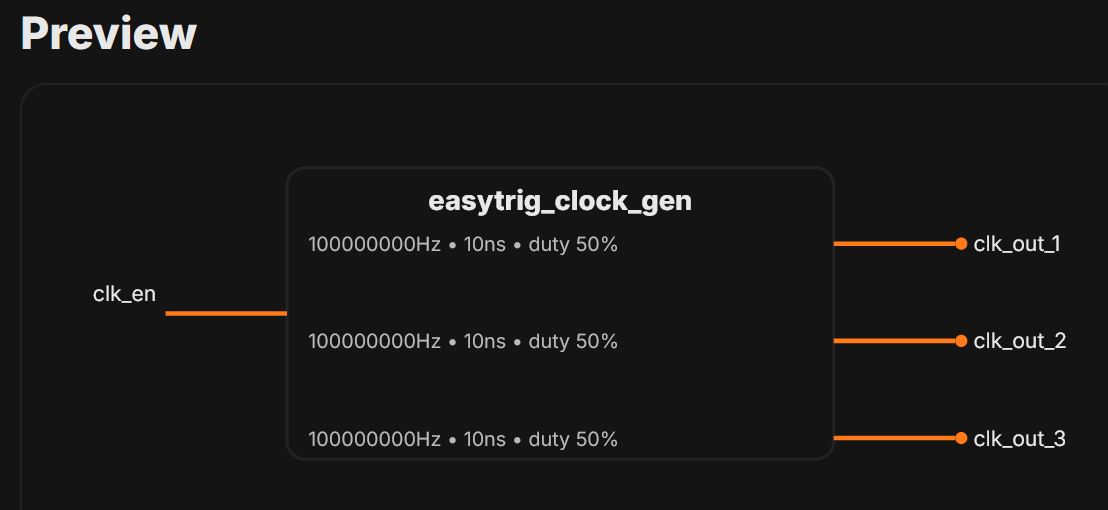 Preview
easytrig_clock_gen
100000000Hz • 10ns • duty 50%
clk_out_1
clk_en
100000000Hz • 10ns • duty 50%
clk_out_2
100000000Hz • 10ns • duty 50%
clk_out_3